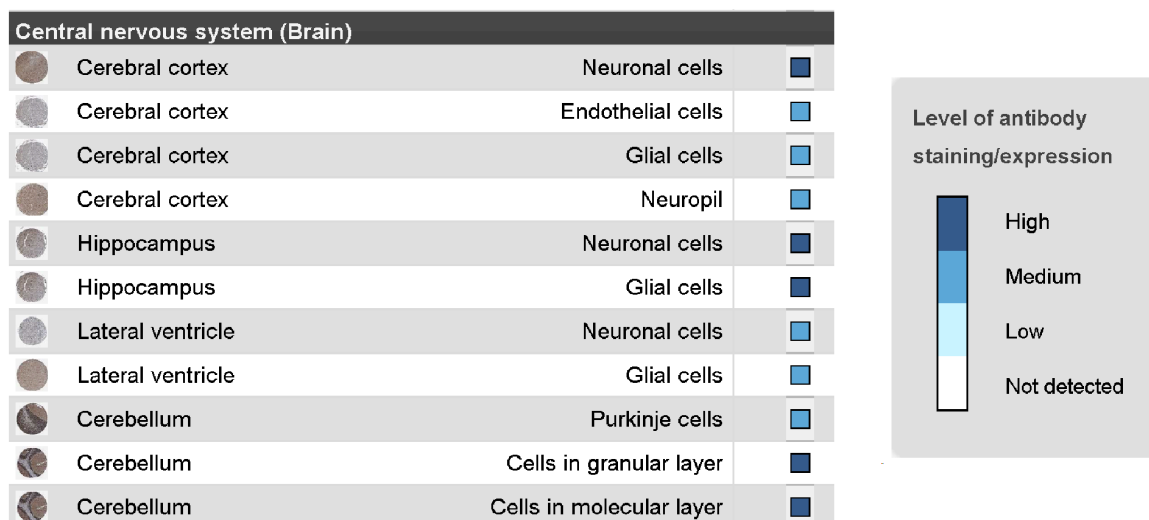 Central nervous system (Brain)
Cerebral cortex Neuronal cells
Cerebral cortex Endothelial cells
Cerebral cortex Glial cells
Cerebral cortex Neuropil
Hippocampus Neuronal cells
Hippocampus Glial cells
Lateral ventricle Neuronal cells
Lateral ventricle Glial cells
Cerebellum Purkinje cells
Cerebellum Cells in granular layer
Cerebellum Cells in molecular layer
Level of antibody
staining/expression
High
Medium
Low
Not detected